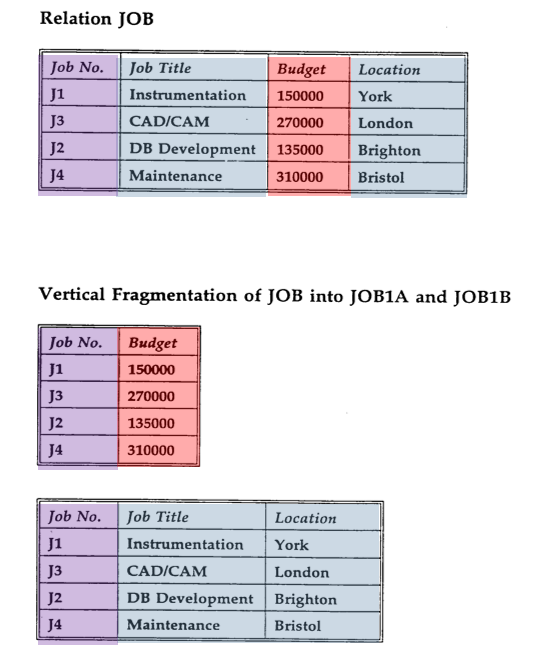 Relation JOB
Job No. Job Title Budget Location
J1 Instrumentation 150000 York
J3 CAD/CAM 270000 London
J2 DB Development 135000 Brighton
J4 Maintenance 310000 Bristol
Vertical Fragmentation of JOB into JOB1A and JOB1B
Job No. Budget
J1 150000
J3 270000
J2 135000
J4 310000
Job No. Job Title Location
J1 Instrumentation York
J3 CAD/CAM London
J2 DB Development Brighton
J4 Maintenance Bristol